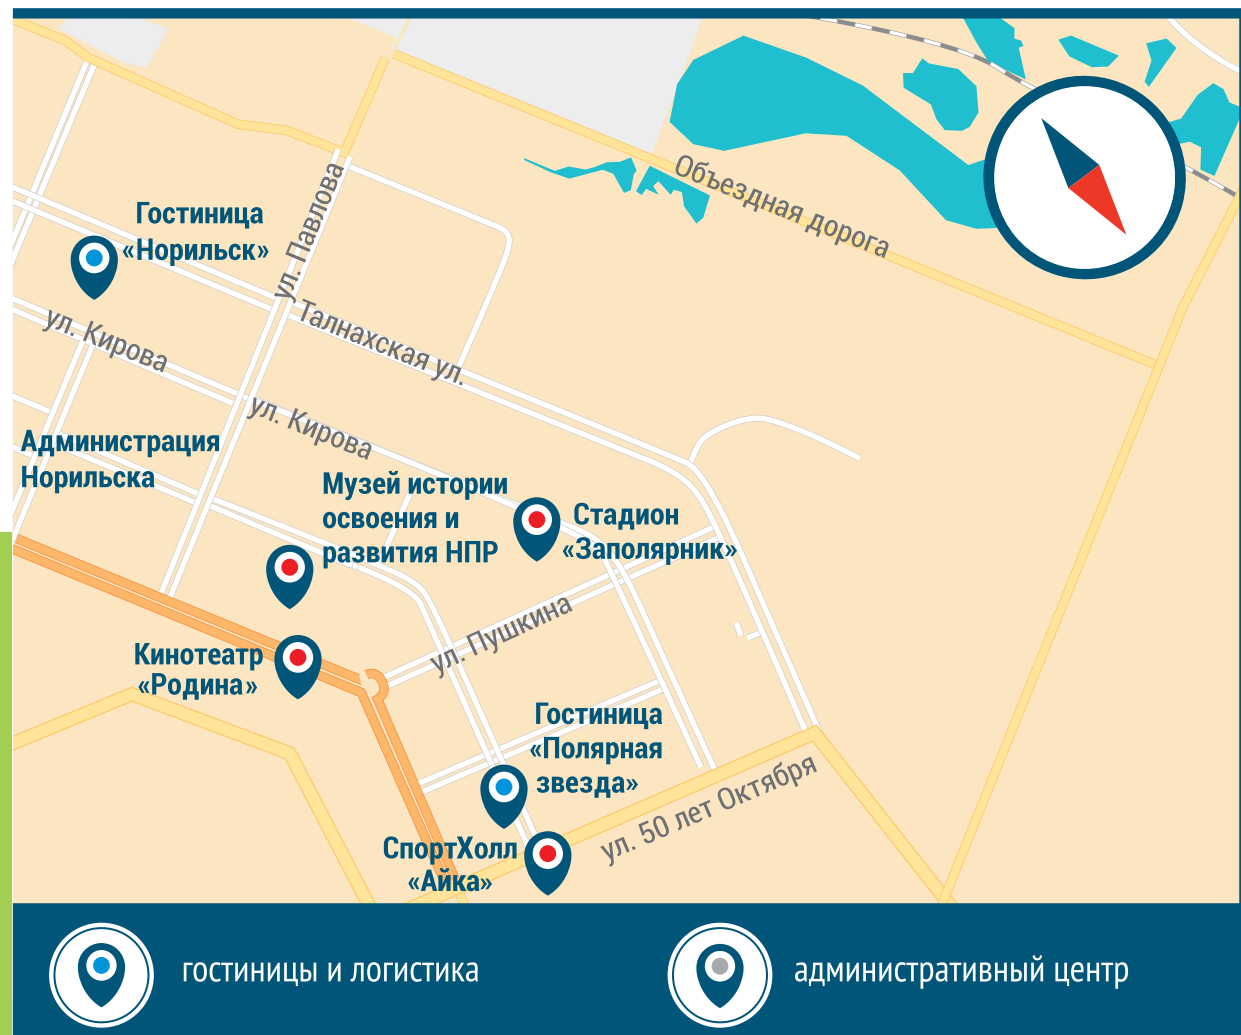 Объездная дорога
Гостиница
«Норильск»
ул. Павлова
Талнахская ул.
ул. Кирова
ул. Кирова
Администрация
Норильска
Музей истории
освоения и
развития НПР
Стадион
«Заполярник»
ул. Пушкина
Кинотеатр
«Родина»
Гостиница
«Полярная
звезда»
ул. 50 лет Октября
СпортХолл
«Айка»
гостиницы и логистика
административный центр